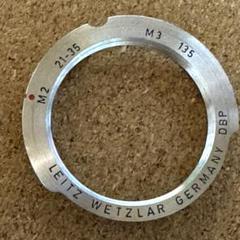 M2 21-35 M3 135
LEITZ WETZLAR GERMANY DBP